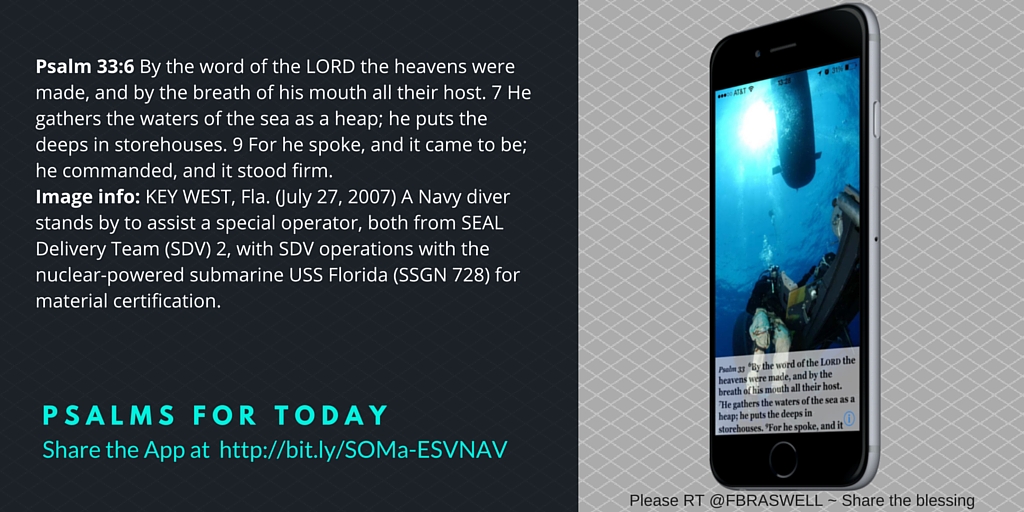 Psalm 33:6 By the word of the LORD the heavens were
made, and by the breath of his mouth all their host. 7 He
gathers the waters of the sea as a heap; he puts the
deeps in storehouses. 9 For he spoke, and it came to be;
he commanded, and it stood firm.
Image info: KEY WEST, Fla. (July 27, 2007) A Navy diver
stands by to assist a special operator, both from SEAL
Delivery Team (SDV) 2, with SDV operations with the
nuclear-powered submarine USS Florida (SSGN 728) for
material certification.
PSALMS FOR TODAY
Share the App at http://bit.ly/SOMa-ESVNAV
AT&T 31%
Psalm 33 ⁶By the word of the LORD the
heavens were made, and by the
breath of his mouth all their host.
⁷He gathers the waters of the sea as a
heap; he puts the deeps in
storehouses. ⁹For he spoke, and it
Please RT @FBRASWELL ~ Share the blessing